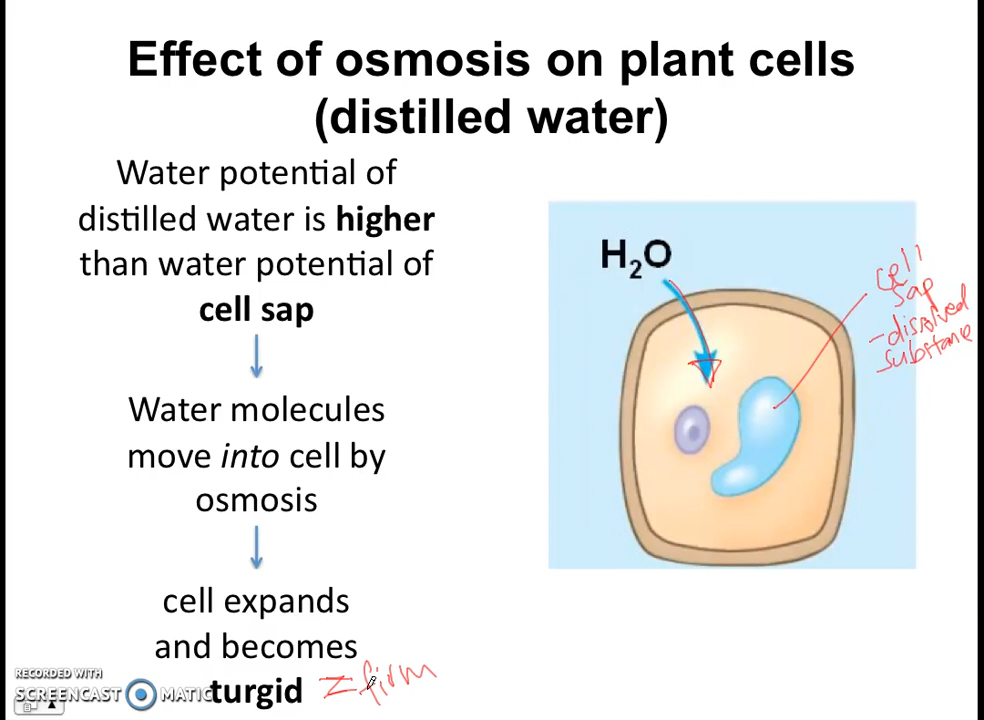 Effect of osmosis on plant cells
(distilled water)
Water potential of
distilled water is higher
than water potential of
cell sap
Water molecules
move into cell by
osmosis
cell expands
and becomes
turgid = firm
H₂O
cell
sap
-dissolved
substance
RECORDED WITH
SCREENCAST MATIC